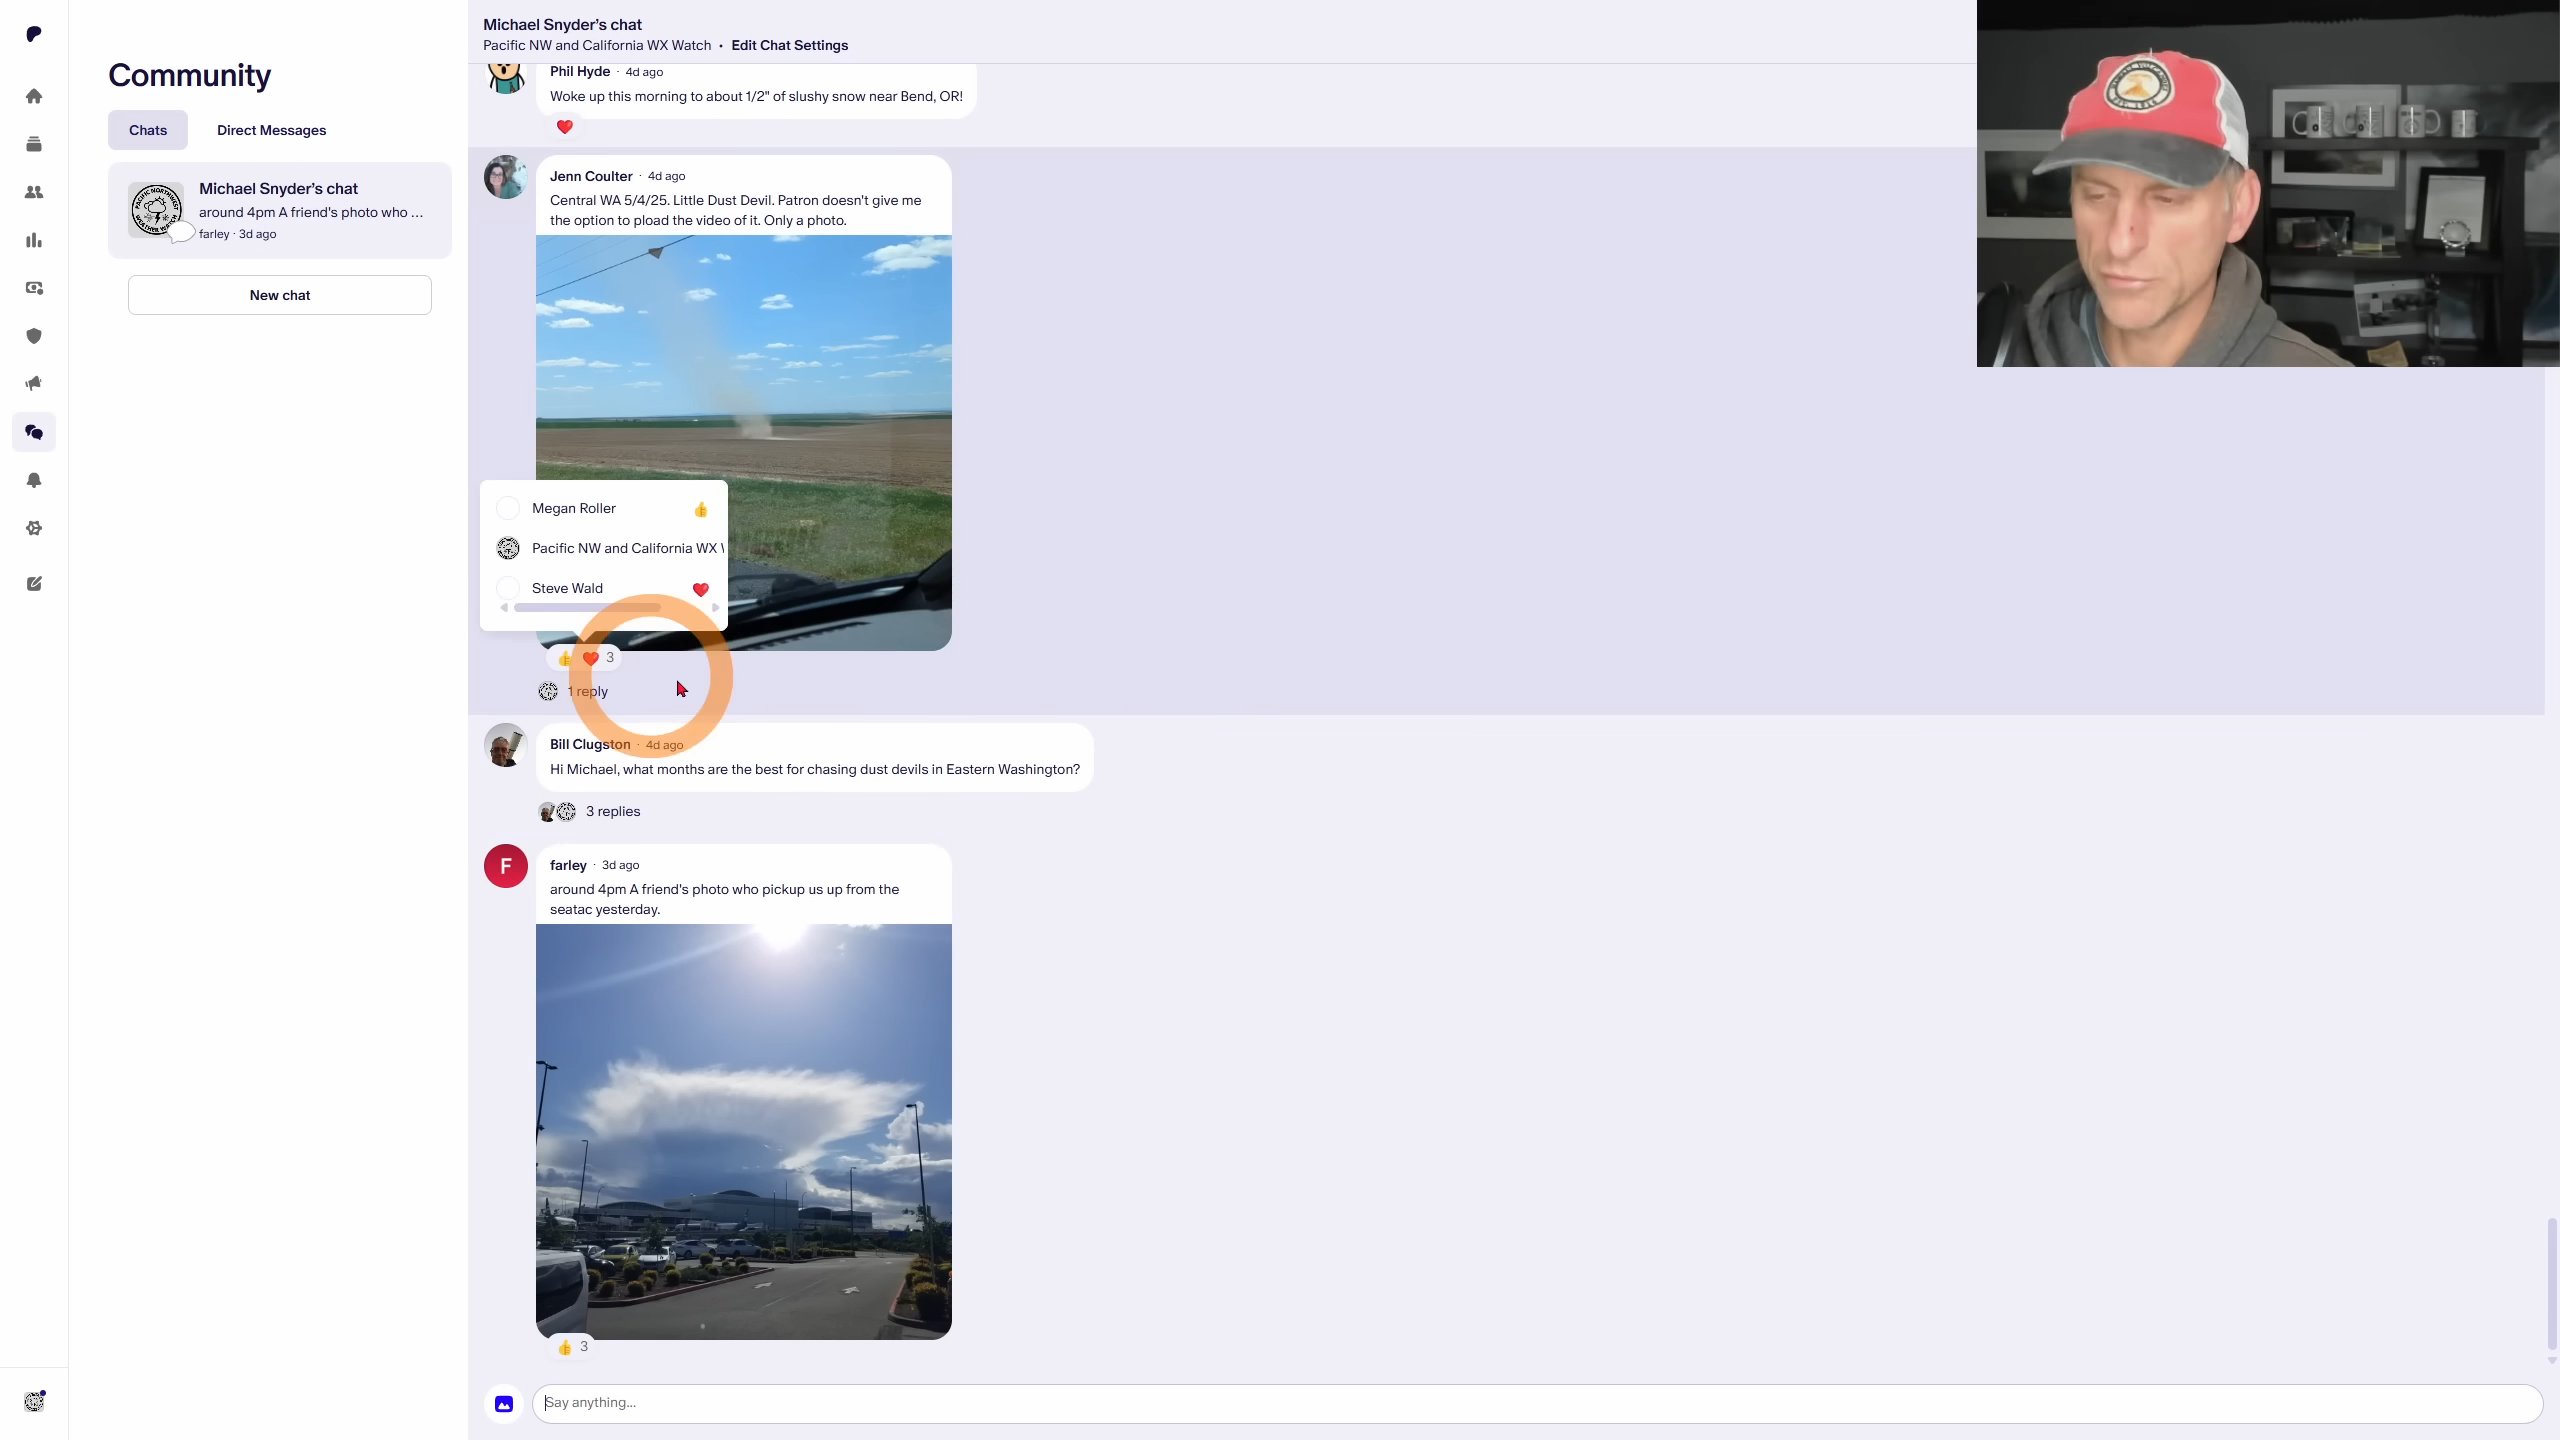 Community
Chats
Direct Messages
Michael Snyder's chat
around 4pm A friend's photo who ...
farley · 3d ago
New chat
Michael Snyder's chat
Pacific NW and California WX Watch • Edit Chat Settings
Phil Hyde · 4d ago
Woke up this morning to about 1/2" of slushy snow near Bend, OR!
Jenn Coulter · 4d ago
Central WA 5/4/25. Little Dust Devil. Patron doesn't give me
the option to pload the video of it. Only a photo.
Megan Roller
Pacific NW and California WX
Steve Wald
3
1 reply
Bill Clugston · 4d ago
Hi Michael, what months are the best for chasing dust devils in Eastern Washington?
3 replies
F
farley · 3d ago
around 4pm A friend's photo who pickup us up from the
seatac yesterday.
3
Say anything...